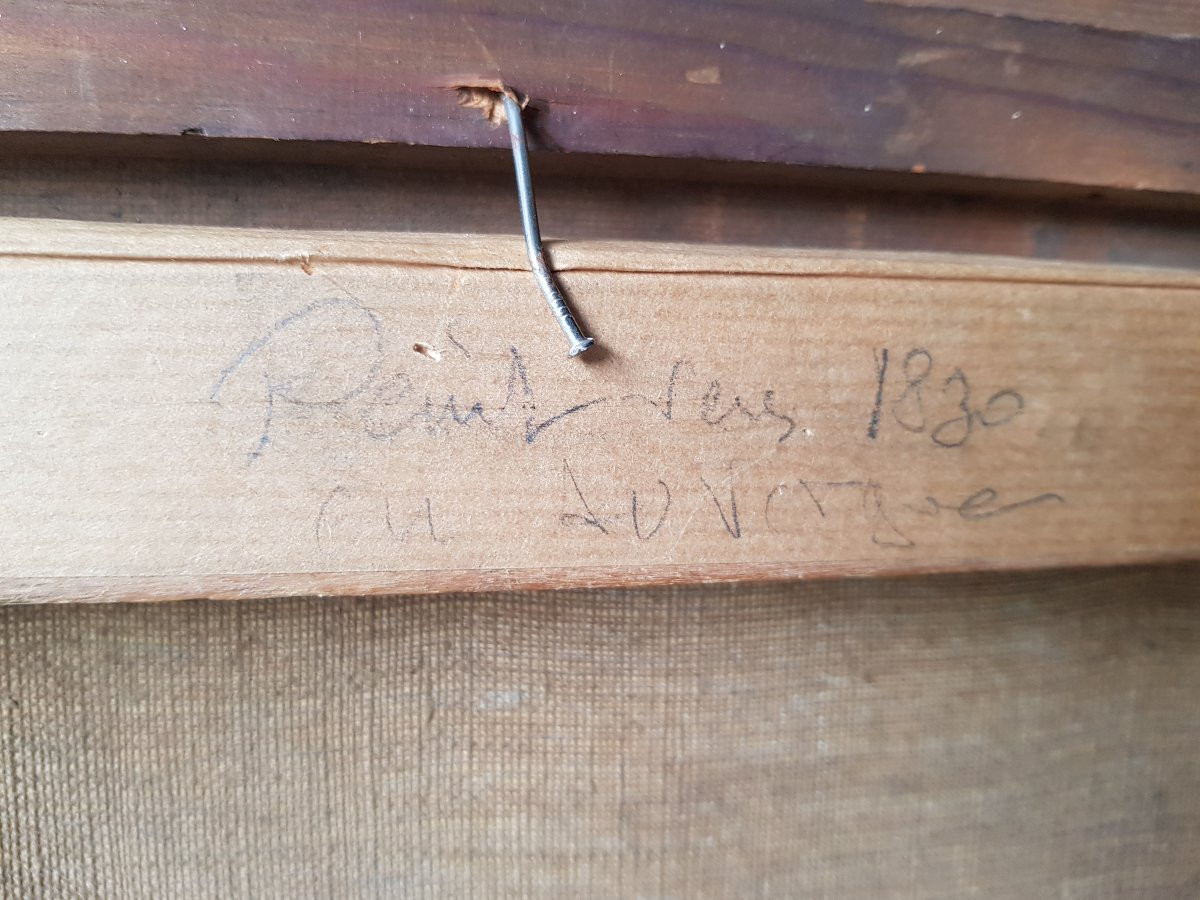 Peint vers 1830
en Auvergne